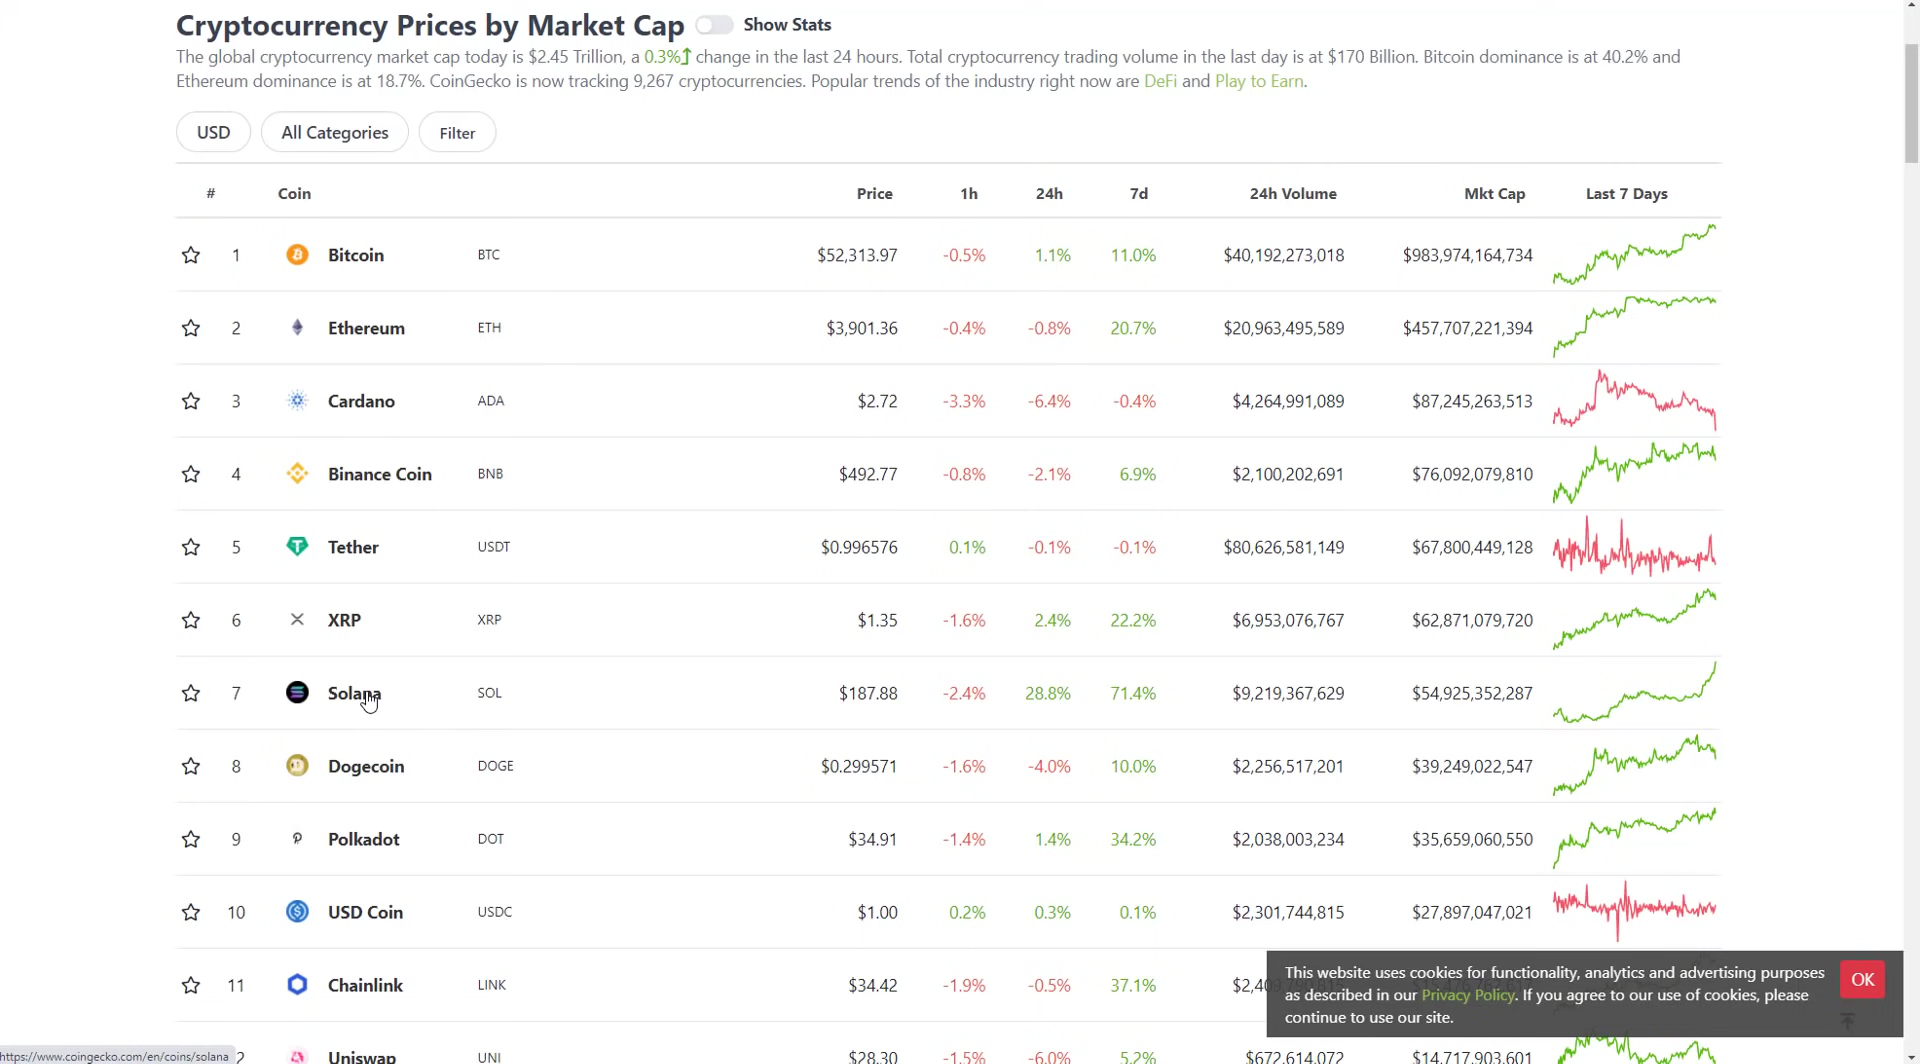 Cryptocurrency Prices by Market Cap Show Stats
The global cryptocurrency market cap today is $2.45 Trillion, a 0.3% change in the last 24 hours. Total cryptocurrency trading volume in the last day is at $170 Billion. Bitcoin dominance is at 40.2% and
Ethereum dominance is at 18.7%. CoinGecko is now tracking 9,267 cryptocurrencies. Popular trends of the industry right now are DeFi and Play to Earn.
USD All Categories Filter
# Coin Price 1h 24h 7d 24h Volume Mkt Cap Last 7 Days
1 Bitcoin BTC $52,313.97 -0.5% 1.1% 11.0% $40,192,273,018 $983,974,164,734
2 Ethereum ETH $3,901.36 -0.4% -0.8% 20.7% $20,963,495,589 $457,707,221,394
3 Cardano ADA $2.72 -3.3% -6.4% -0.4% $4,264,991,089 $87,245,263,513
4 Binance Coin BNB $492.77 -0.8% -2.1% 6.9% $2,100,202,691 $76,092,079,810
5 Tether USDT $0.996576 0.1% -0.1% -0.1% $80,626,581,149 $67,800,449,128
6 XRP XRP $1.35 -1.6% 2.4% 22.2% $6,953,076,767 $62,871,079,720
7 Solana SOL $187.88 -2.4% 28.8% 71.4% $9,219,367,629 $54,925,352,287
8 Dogecoin DOGE $0.299571 -1.6% -4.0% 10.0% $2,256,517,201 $39,249,022,547
9 Polkadot DOT $34.91 -1.4% 1.4% 34.2% $2,038,003,234 $35,659,060,550
10 USD Coin USDC $1.00 0.2% 0.3% 0.1% $2,301,744,815 $27,897,047,021
11 Chainlink LINK $34.42 -1.9% -0.5% 37.1%
This website uses cookies for functionality, analytics and advertising purposes
as described in our Privacy Policy. If you agree to our use of cookies, please
continue to use our site.
OK
2 Uniswap UNI $28.30 -1.5% -6.0% 5.2% $672,614,072 $14,717,903,601
https://www.coingecko.com/en/coins/solana